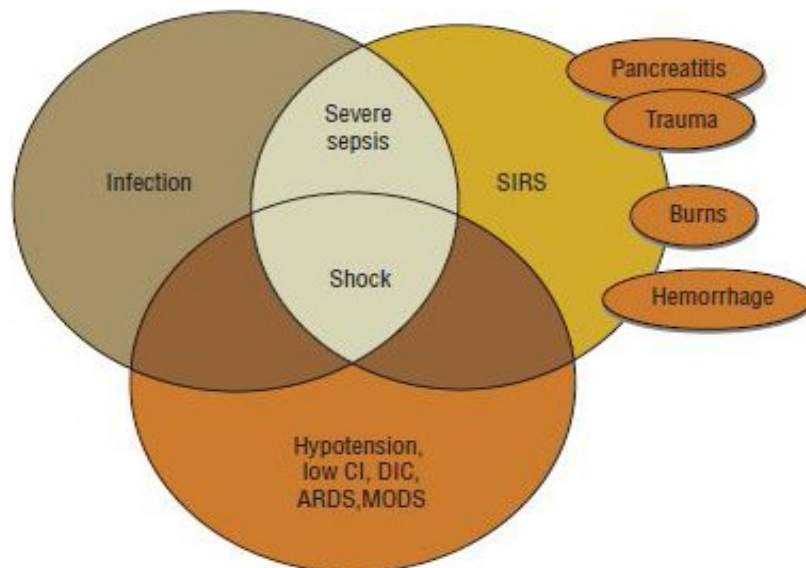 Pancreatitis
Trauma
Severe
sepsis
Infection
SIRS
Burns
Shock
Hemorrhage
Hypotension,
low CI, DIC,
ARDS,MODS